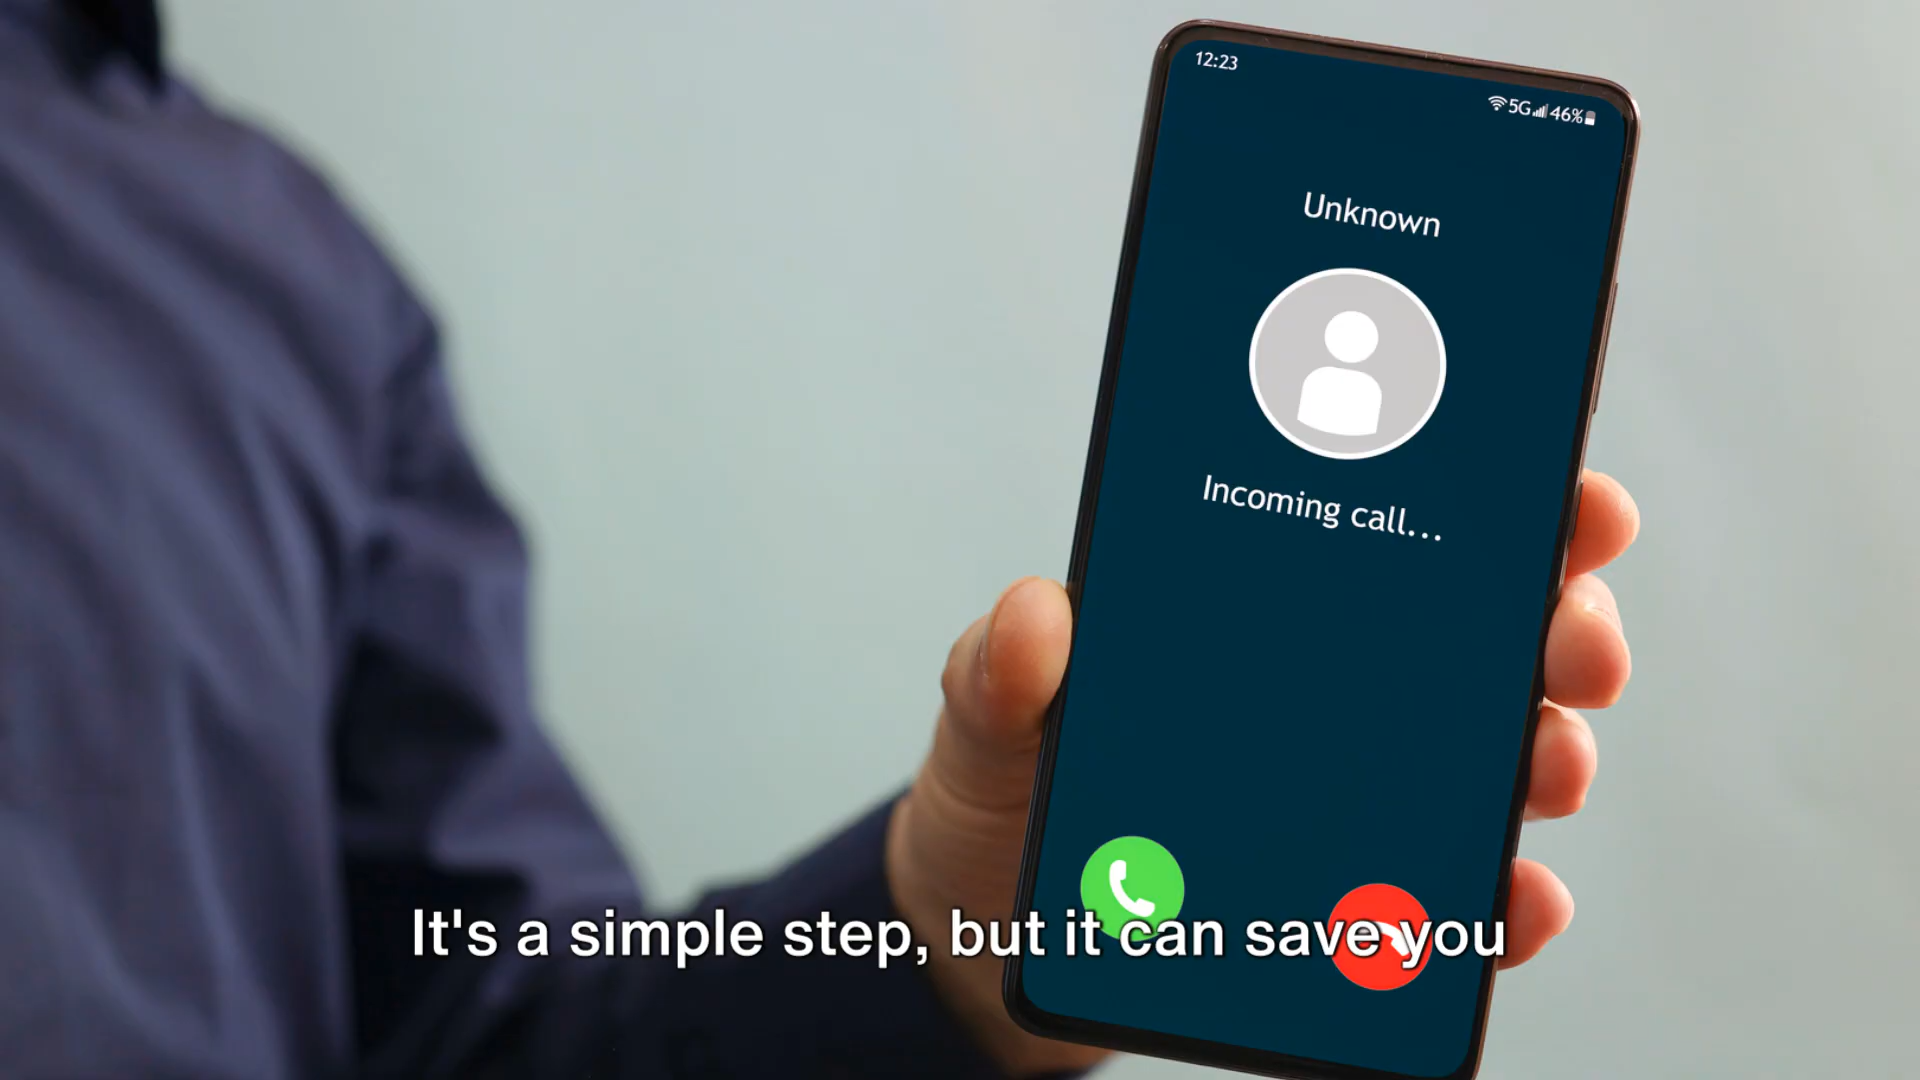 12:23
5G 46%
Unknown
Incoming call...
It's a simple step, but it can save you